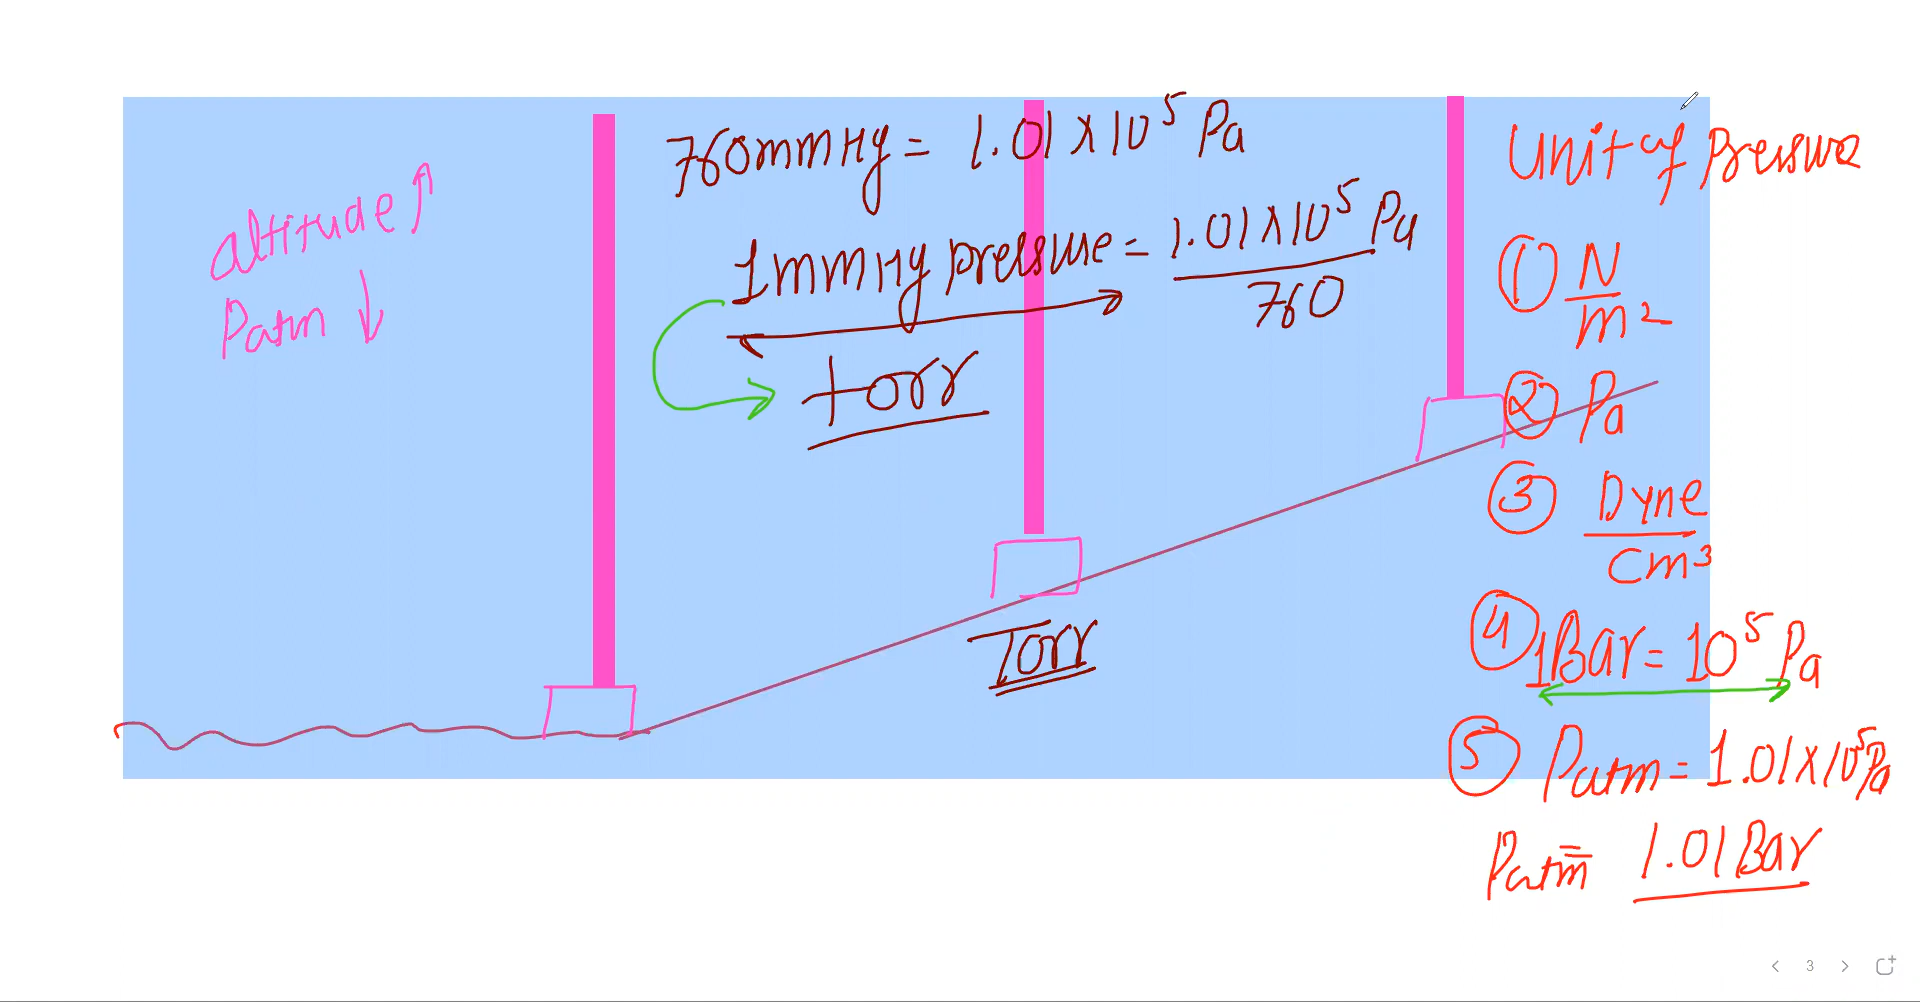 altitude ↑
Patm ↓
760mmHg = 1.01 × 10⁵ Pa
1mmHg pressure = 1.01 × 10⁵ Pa / 760
torr
Torr
Unit of Pressure
① N/m²
② Pa
③ Dyne/cm³
④ 1Bar = 10⁵ Pa
⑤ Patm = 1.01×10⁵Pa
Patm = 1.01 Bar
3